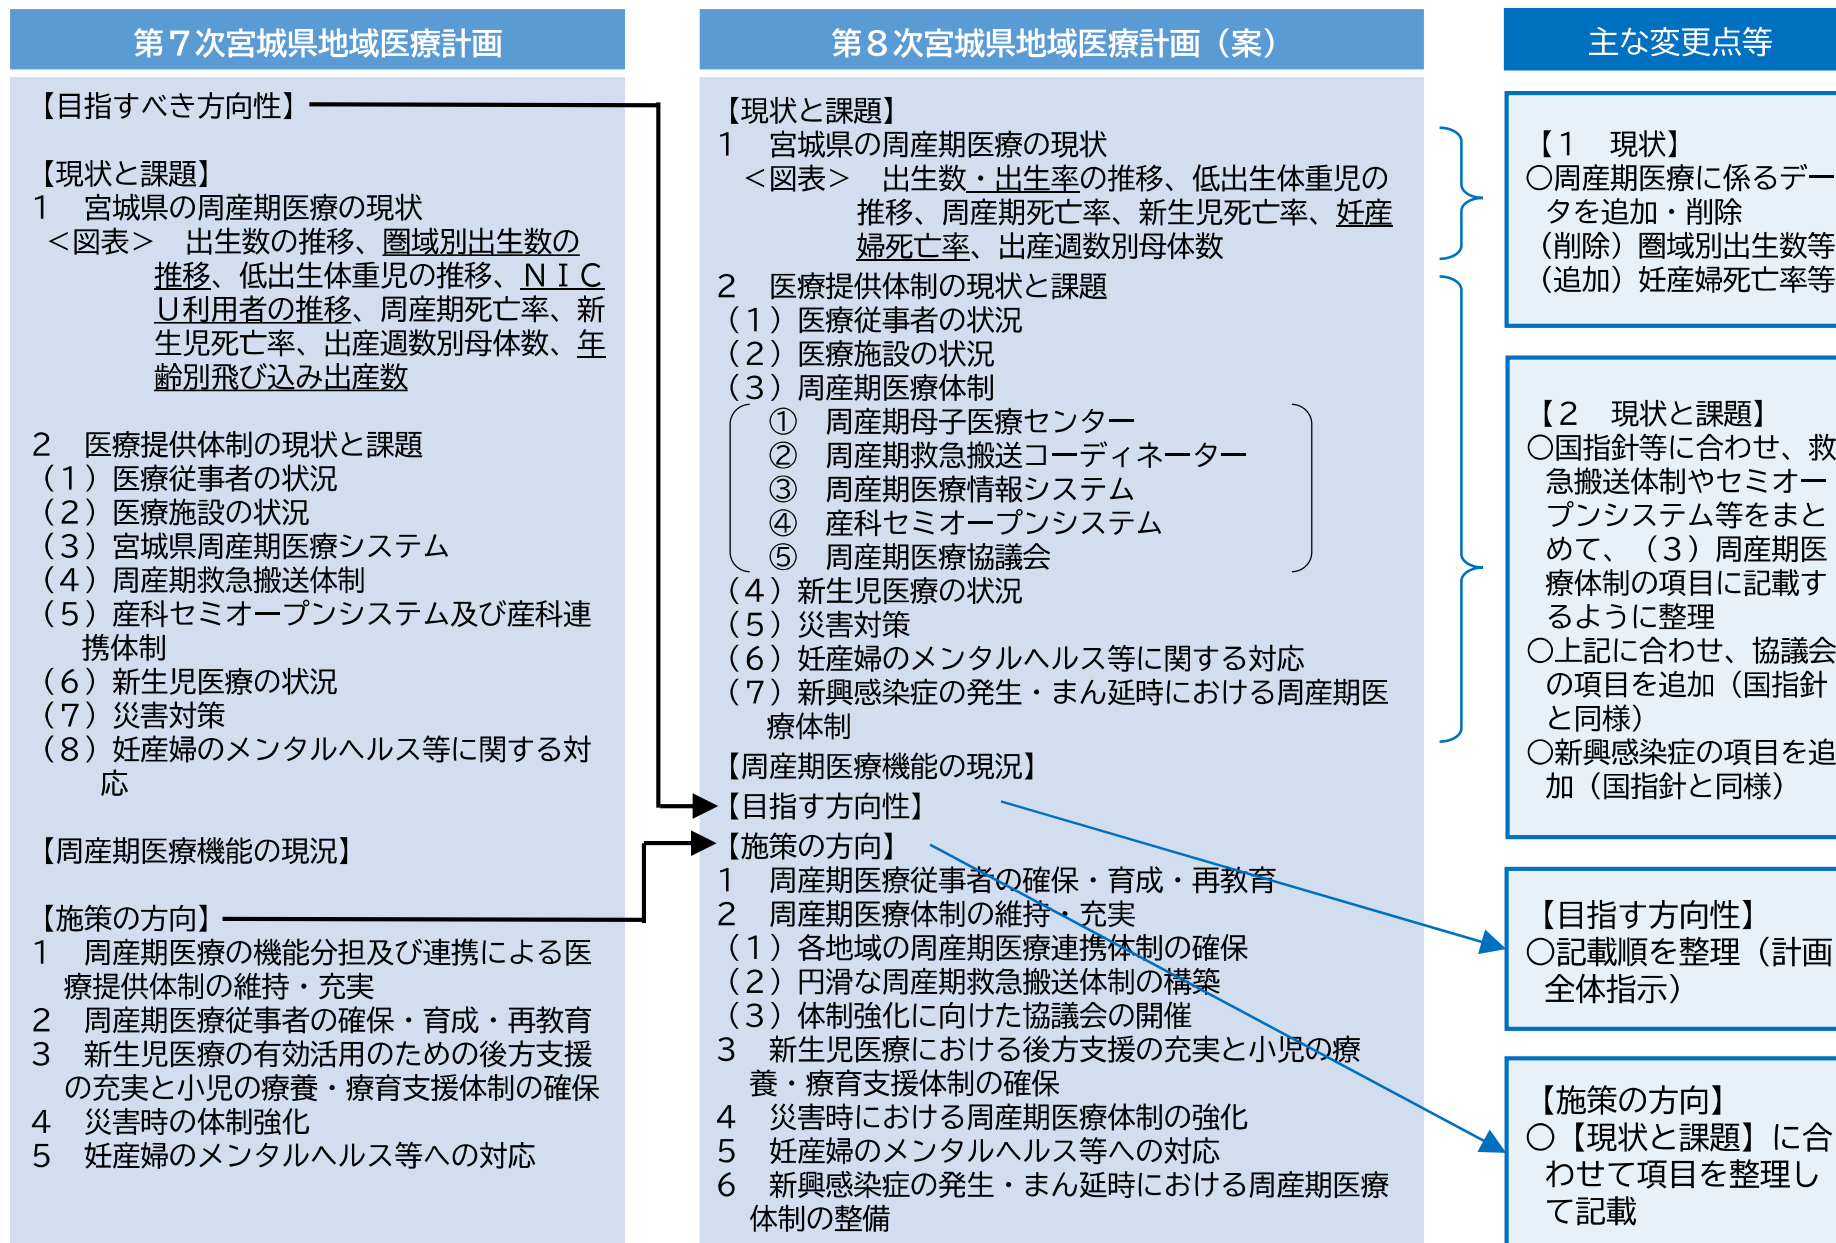 第７次宮城県地域医療計画
【目指すべき方向性】
【現状と課題】
１　宮城県の周産期医療の現状
＜図表＞　出生数の推移、圏域別出生数の
推移、低出生体重児の推移、ＮＩＣ
Ｕ利用者の推移、周産期死亡率、新
生児死亡率、出産週数別母体数、年
齢別飛び込み出産数
２　医療提供体制の現状と課題
（１）医療従事者の状況
（２）医療施設の状況
（３）宮城県周産期医療システム
（４）周産期救急搬送体制
（５）産科セミオープンシステム及び産科連
携体制
（６）新生児医療の状況
（７）災害対策
（８）妊産婦のメンタルヘルス等に関する対
応
【周産期医療機能の現況】
【施策の方向】
１　周産期医療の機能分担及び連携による医
療提供体制の維持・充実
２　周産期医療従事者の確保・育成・再教育
３　新生児医療の有効活用のための後方支援
の充実と小児の療養・療育支援体制の確保
４　災害時の体制強化
５　妊産婦のメンタルヘルス等への対応
第８次宮城県地域医療計画（案）
【現状と課題】
１　宮城県の周産期医療の現状
＜図表＞　出生数・出生率の推移、低出生体重児の
推移、周産期死亡率、新生児死亡率、妊産
婦死亡率、出産週数別母体数
２　医療提供体制の現状と課題
（１）医療従事者の状況
（２）医療施設の状況
（３）周産期医療体制
①　周産期母子医療センター
②　周産期救急搬送コーディネーター
③　周産期医療情報システム
④　産科セミオープンシステム
⑤　周産期医療協議会
（４）新生児医療の状況
（５）災害対策
（６）妊産婦のメンタルヘルス等に関する対応
（７）新興感染症の発生・まん延時における周産期医
療体制
【周産期医療機能の現況】
【目指す方向性】
【施策の方向】
１　周産期医療従事者の確保・育成・再教育
２　周産期医療体制の維持・充実
（１）各地域の周産期医療連携体制の確保
（２）円滑な周産期救急搬送体制の構築
（３）体制強化に向けた協議会の開催
３　新生児医療における後方支援の充実と小児の療
養・療育支援体制の確保
４　災害時における周産期医療体制の強化
５　妊産婦のメンタルヘルス等への対応
６　新興感染症の発生・まん延時における周産期医療
体制の整備
主な変更点等
【１　現状】
〇周産期医療に係るデー
タを追加・削除
（削除）圏域別出生数等
（追加）妊産婦死亡率等
【２　現状と課題】
〇国指針等に合わせ、救
急搬送体制やセミオー
プンシステム等をまと
めて、（３）周産期医
療体制の項目に記載す
るように整理
〇上記に合わせ、協議会
の項目を追加（国指針
と同様）
〇新興感染症の項目を追
加（国指針と同様）
【目指す方向性】
〇記載順を整理（計画
全体指示）
【施策の方向】
〇【現状と課題】に合
わせて項目を整理し
て記載